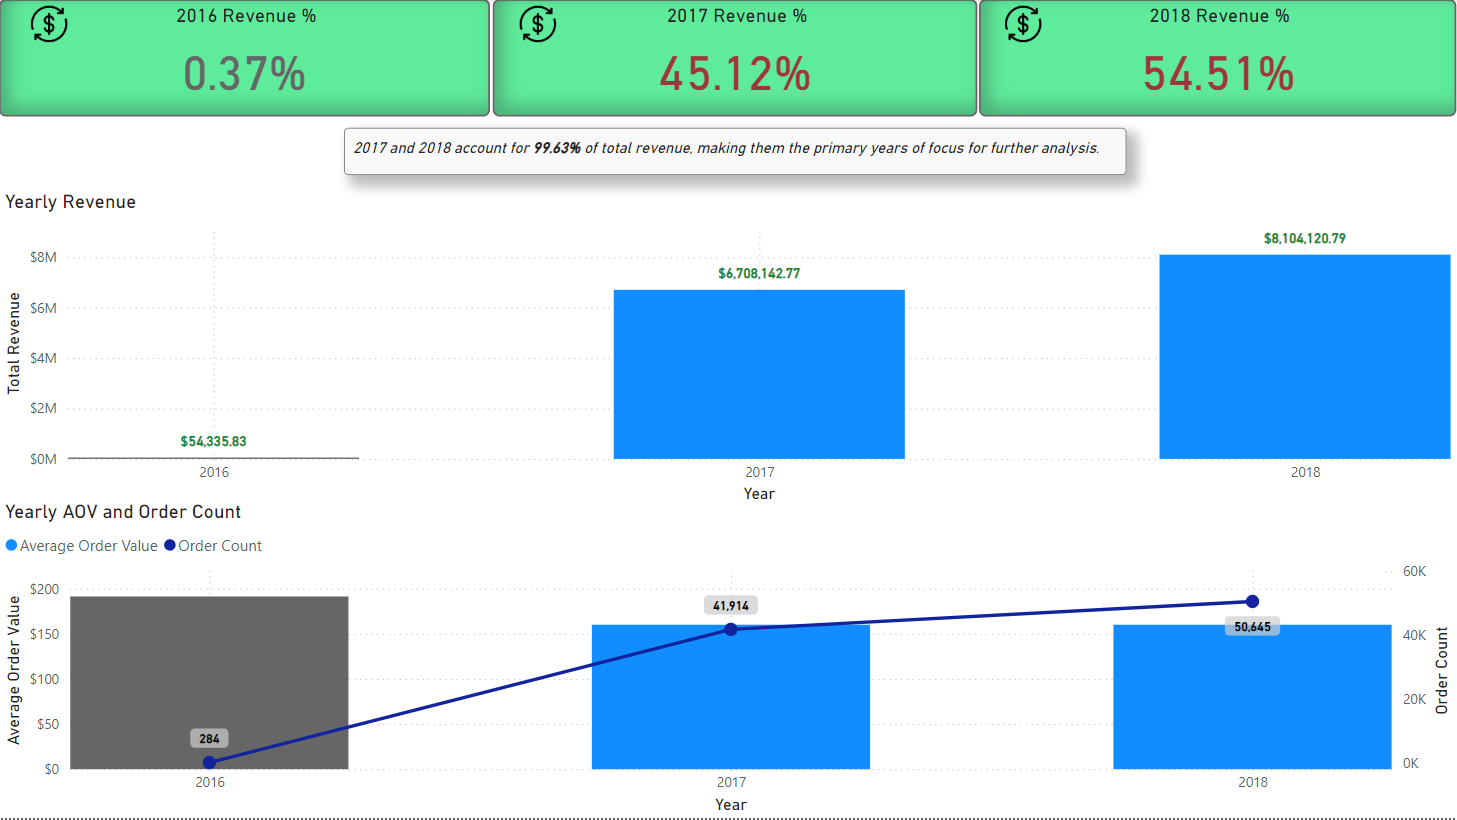 2016 Revenue %
0.37%
2017 Revenue %
45.12%
2018 Revenue %
54.51%
2017 and 2018 account for 99.63% of total revenue, making them the primary years of focus for further analysis.
Yearly Revenue
Total Revenue
$8M
$6M
$4M
$2M
$0M
$54,335.83
$6,708,142.77
$8,104,120.79
2016
2017
2018
Year
Yearly AOV and Order Count
Average Order Value
Order Count
Average Order Value
$200
$150
$100
$50
$0
284
41,914
50,645
60K
40K
20K
0K
Order Count
2016
2017
2018
Year